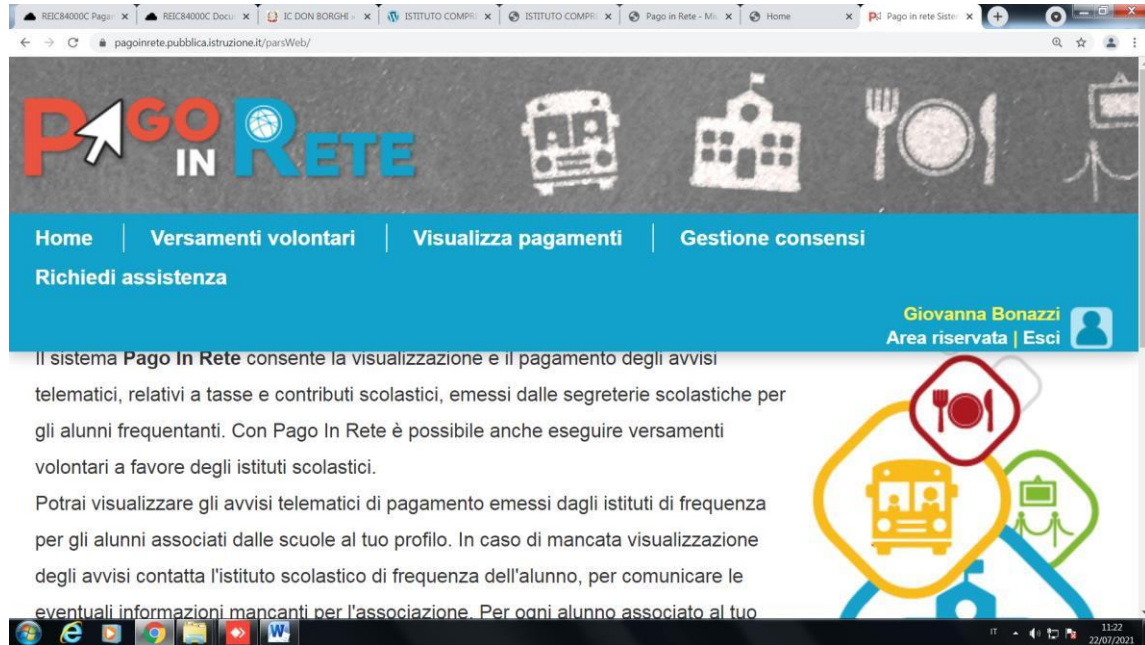 REIC84000C Pagar
REIC84000C Docu
IC DON BORGHI
ISTITUTO COMPRE
ISTITUTO COMPRE
Pago in Rete - Mi
Home
Pago in rete Sister
pagoinrete.pubblica.istruzione.it/parsWeb/
PAGO
IN RETE
Home
Versamenti volontari
Visualizza pagamenti
Gestione consensi
Richiedi assistenza
Giovanna Bonazzi
Area riservata | Esci
Il sistema Pago In Rete consente la visualizzazione e il pagamento degli avvisi
telematici, relativi a tasse e contributi scolastici, emessi dalle segreterie scolastiche per
gli alunni frequentanti. Con Pago In Rete è possibile anche eseguire versamenti
volontari a favore degli istituti scolastici.
Potrai visualizzare gli avvisi telematici di pagamento emessi dagli istituti di frequenza
per gli alunni associati dalle scuole al tuo profilo. In caso di mancata visualizzazione
degli avvisi contatta l'istituto scolastico di frequenza dell'alunno, per comunicare le
eventuali informazioni mancanti per l'associazione. Per ogni alunno associato al tuo
IT
11:22
22/07/2021